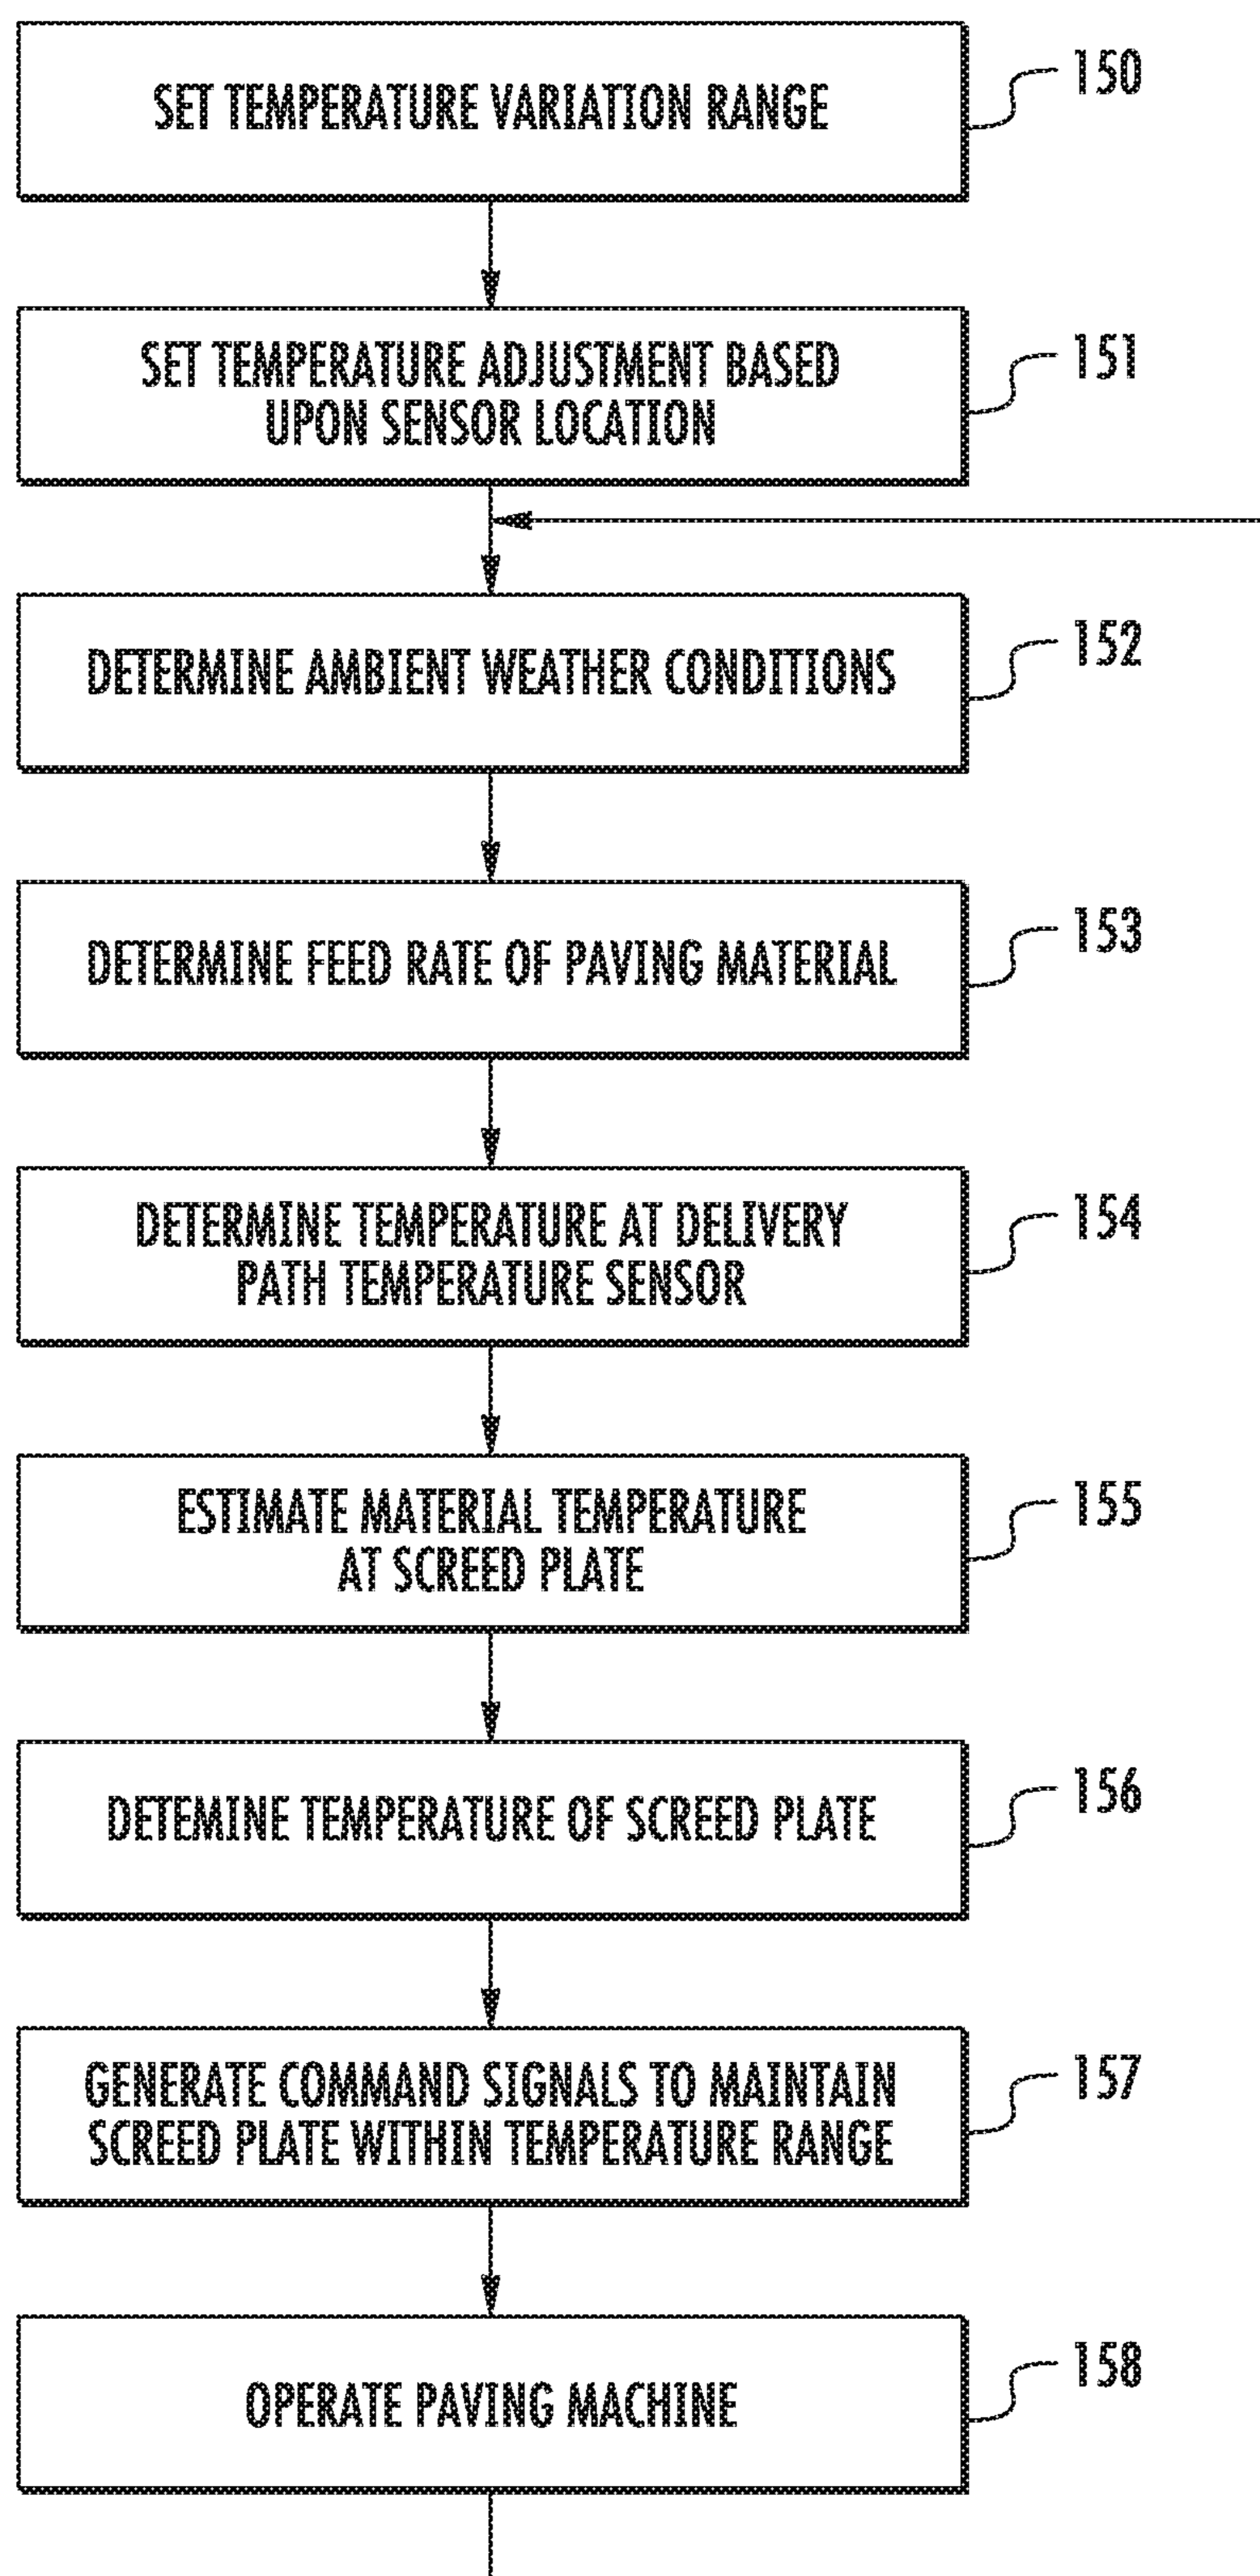 SET TEMPERATURE VARIATION RANGE
150
SET TEMPERATURE ADJUSTMENT BASED
UPON SENSOR LOCATION
151
DETERMINE AMBIENT WEATHER CONDITIONS
152
DETERMINE FEED RATE OF PAVING MATERIAL
153
DETERMINE TEMPERATURE AT DELIVERY
PATH TEMPERATURE SENSOR
154
ESTIMATE MATERIAL TEMPERATURE
AT SCREED PLATE
155
DETEMINE TEMPERATURE OF SCREED PLATE
156
GENERATE COMMAND SIGNALS TO MAINTAIN
SCREED PLATE WITHIN TEMPERATURE RANGE
157
OPERATE PAVING MACHINE
158